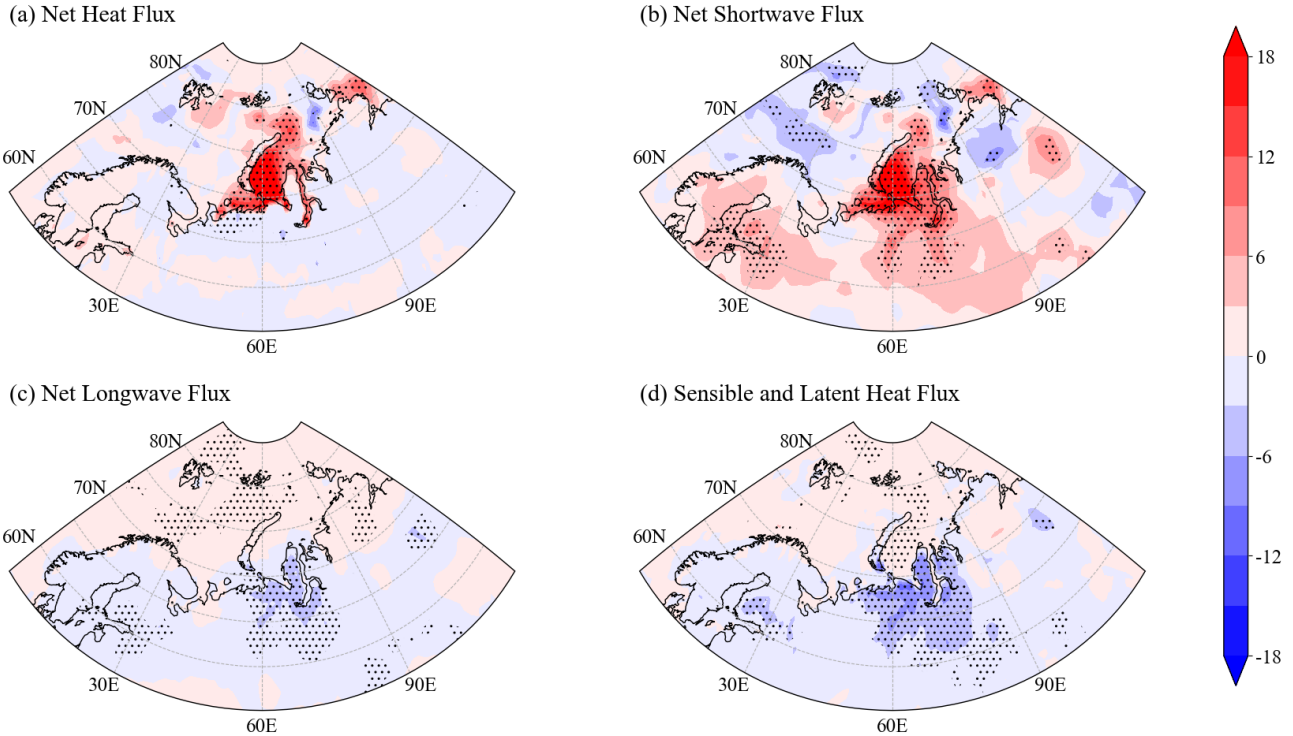 (a) Net Heat Flux
80N
70N
60N
30E
60E
90E
(b) Net Shortwave Flux
80N
70N
60N
30E
60E
90E
(c) Net Longwave Flux
80N
70N
60N
30E
60E
90E
(d) Sensible and Latent Heat Flux
80N
70N
60N
30E
60E
90E
18
12
6
0
-6
-12
-18